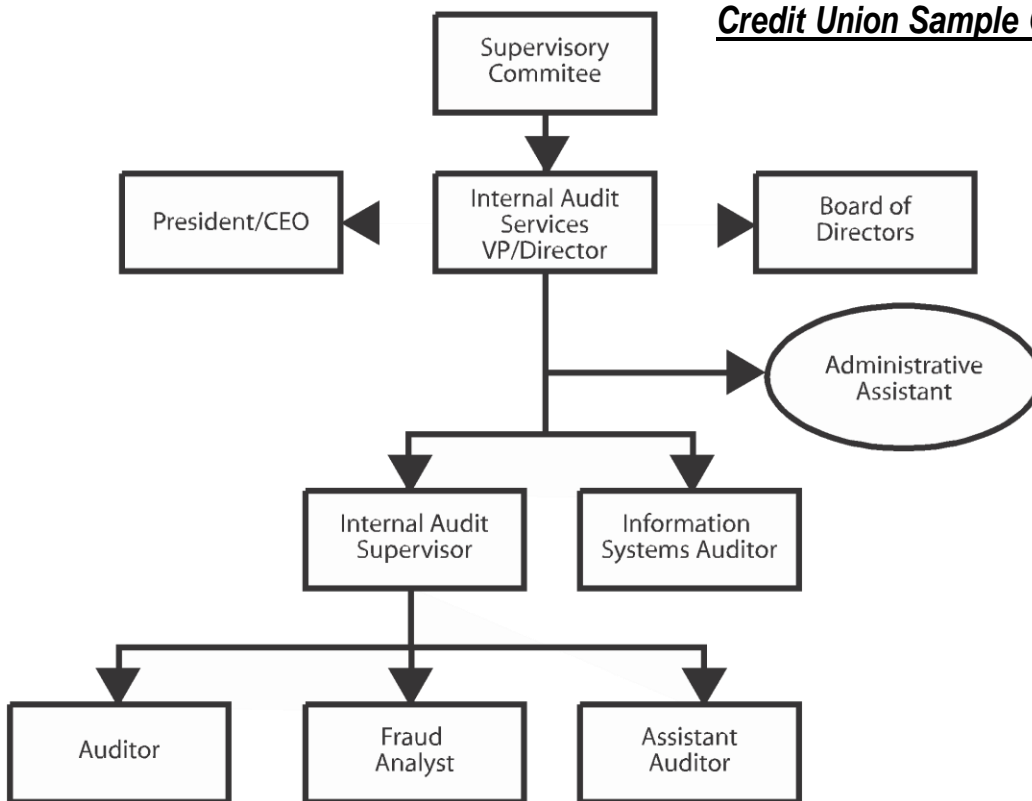 Credit Union Sample
Supervisory
Commitee
President/CEO
Internal Audit
Services
VP/Director
Board of
Directors
Administrative
Assistant
Internal Audit
Supervisor
Information
Systems Auditor
Auditor
Fraud
Analyst
Assistant
Auditor